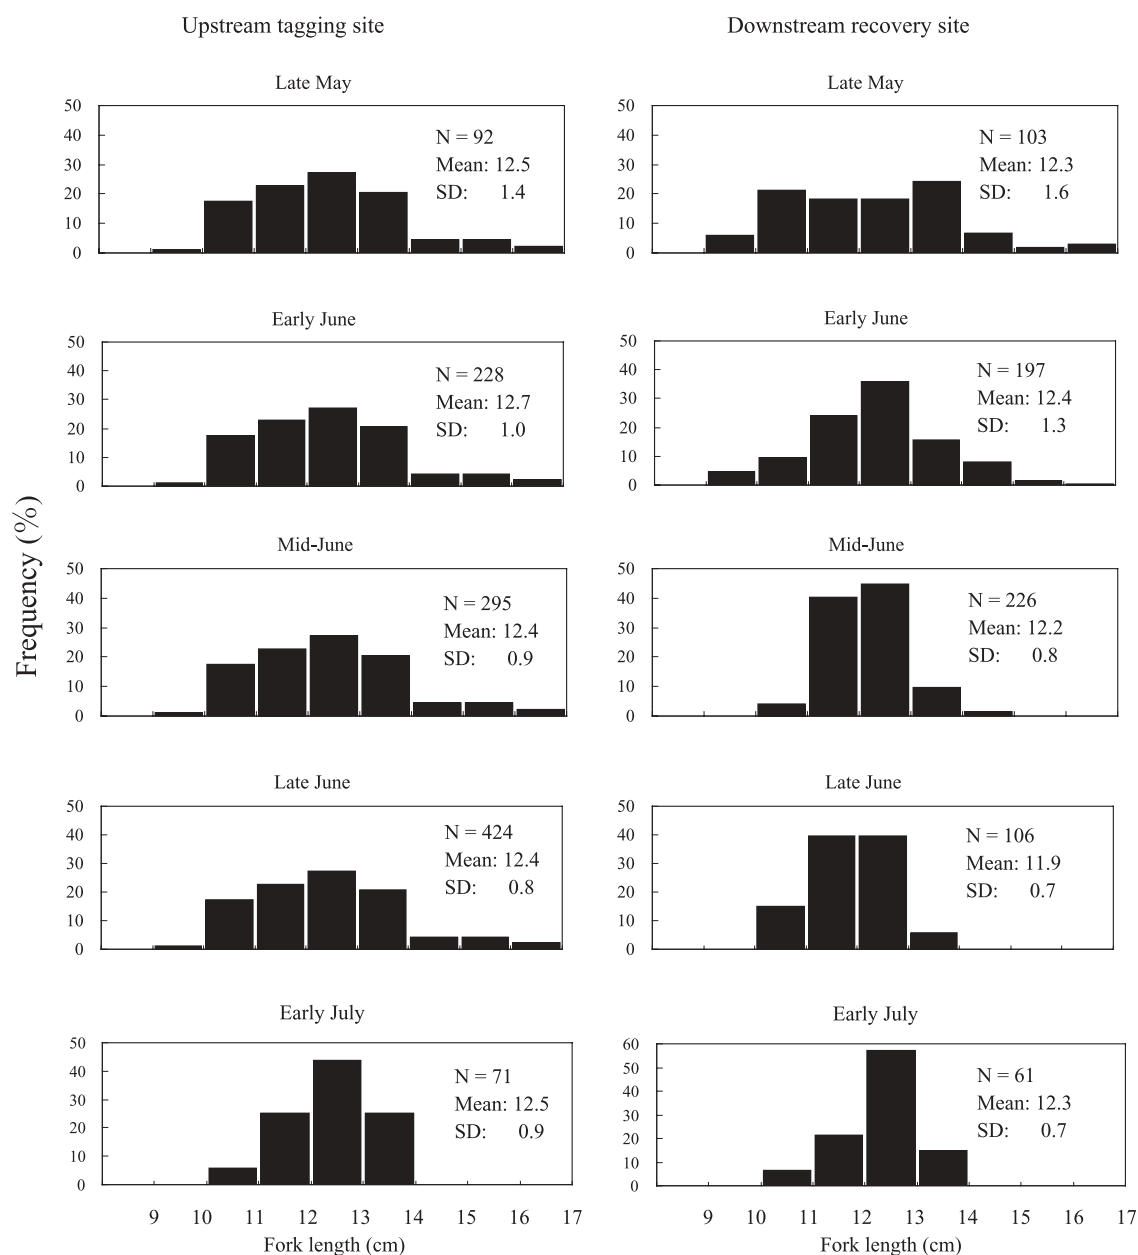 Upstream tagging site
Downstream recovery site
Late May
50
40
30
20
10
0
N = 92
Mean: 12.5
SD: 1.4
Late May
50
40
30
20
10
0
N = 103
Mean: 12.3
SD: 1.6
Early June
50
40
30
20
10
0
N = 228
Mean: 12.7
SD: 1.0
Early June
50
40
30
20
10
0
N = 197
Mean: 12.4
SD: 1.3
Frequency (%)
Mid-June
50
40
30
20
10
0
N = 295
Mean: 12.4
SD: 0.9
Mid-June
50
40
30
20
10
0
N = 226
Mean: 12.2
SD: 0.8
Late June
50
40
30
20
10
0
N = 424
Mean: 12.4
SD: 0.8
Late June
50
40
30
20
10
0
N = 106
Mean: 11.9
SD: 0.7
Early July
50
40
30
20
10
0
N = 71
Mean: 12.5
SD: 0.9
9 10 11 12 13 14 15 16 17
Fork length (cm)
Early July
60
50
40
30
20
10
0
N = 61
Mean: 12.3
SD: 0.7
9 10 11 12 13 14 15 16 17
Fork length (cm)